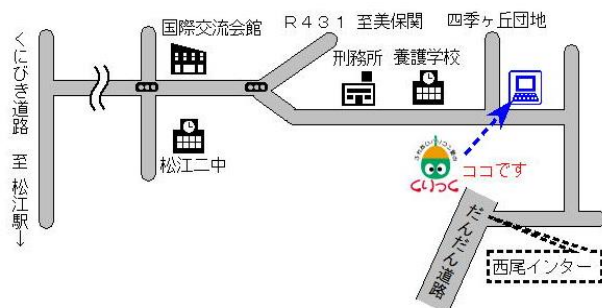 国際交流会館
R431 至美保関
四季ヶ丘団地
刑務所
養護学校
くにびき道路 至 松江駅→
松江二中
ココです
くりっく
だんだん道路
西尾インター